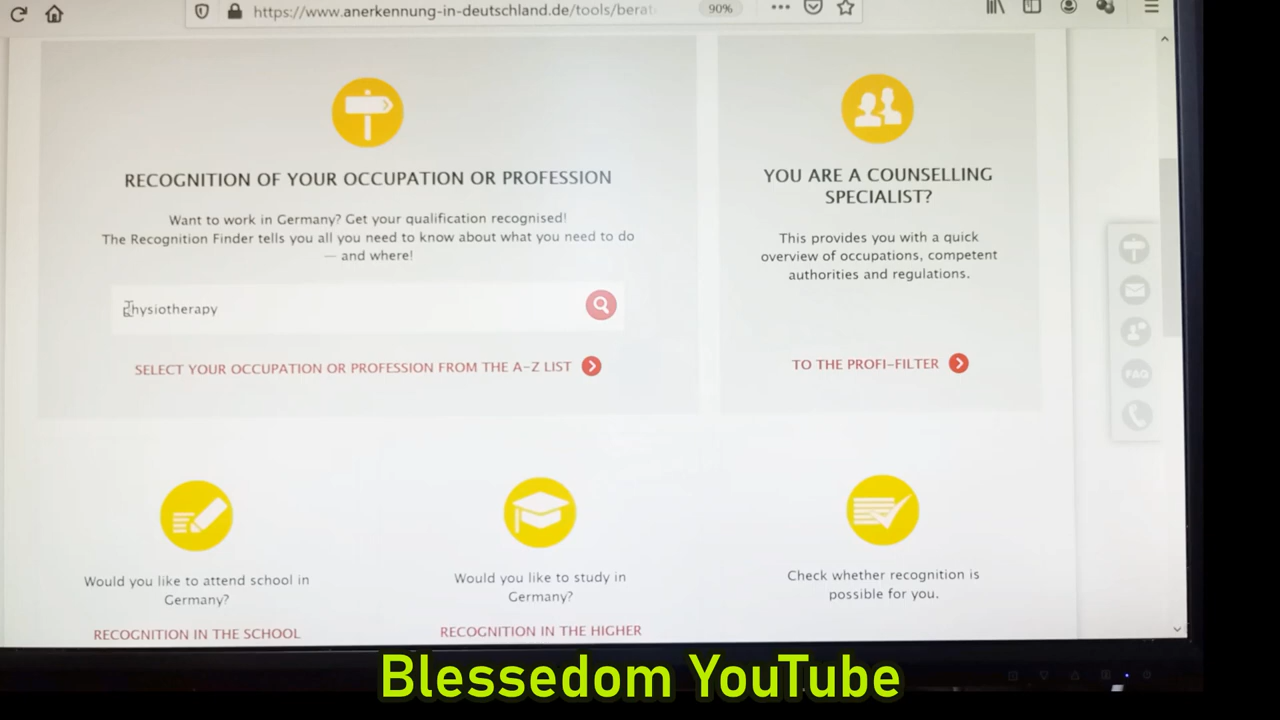 https://www.anerkennung-in-deutschland.de/tools/berat
90%
RECOGNITION OF YOUR OCCUPATION OR PROFESSION
Want to work in Germany? Get your qualification recognised!
The Recognition Finder tells you all you need to know about what you need to do
— and where!
Physiotherapy
SELECT YOUR OCCUPATION OR PROFESSION FROM THE A-Z LIST
YOU ARE A COUNSELLING
SPECIALIST?
This provides you with a quick
overview of occupations, competent
authorities and regulations.
TO THE PROFI-FILTER
FAQ
Would you like to attend school in
Germany?
RECOGNITION IN THE SCHOOL
Would you like to study in
Germany?
RECOGNITION IN THE HIGHER
Check whether recognition is
possible for you.
Blessedom YouTube